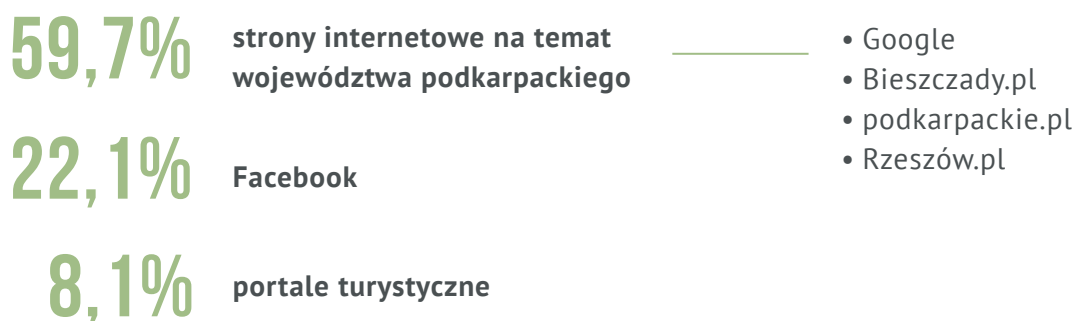 59,7%
strony internetowe na temat
województwa podkarpackiego
• Google
• Bieszczady.pl
• podkarpackie.pl
• Rzeszów.pl
22,1%
Facebook
8,1%
portale turystyczne